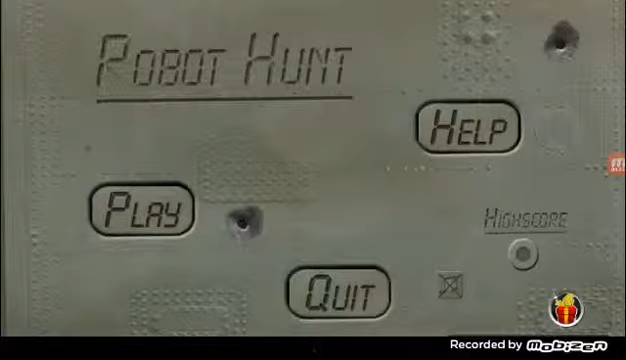 Robot Hunt
Help
Play
Highscore
Quit
Recorded by mobizen